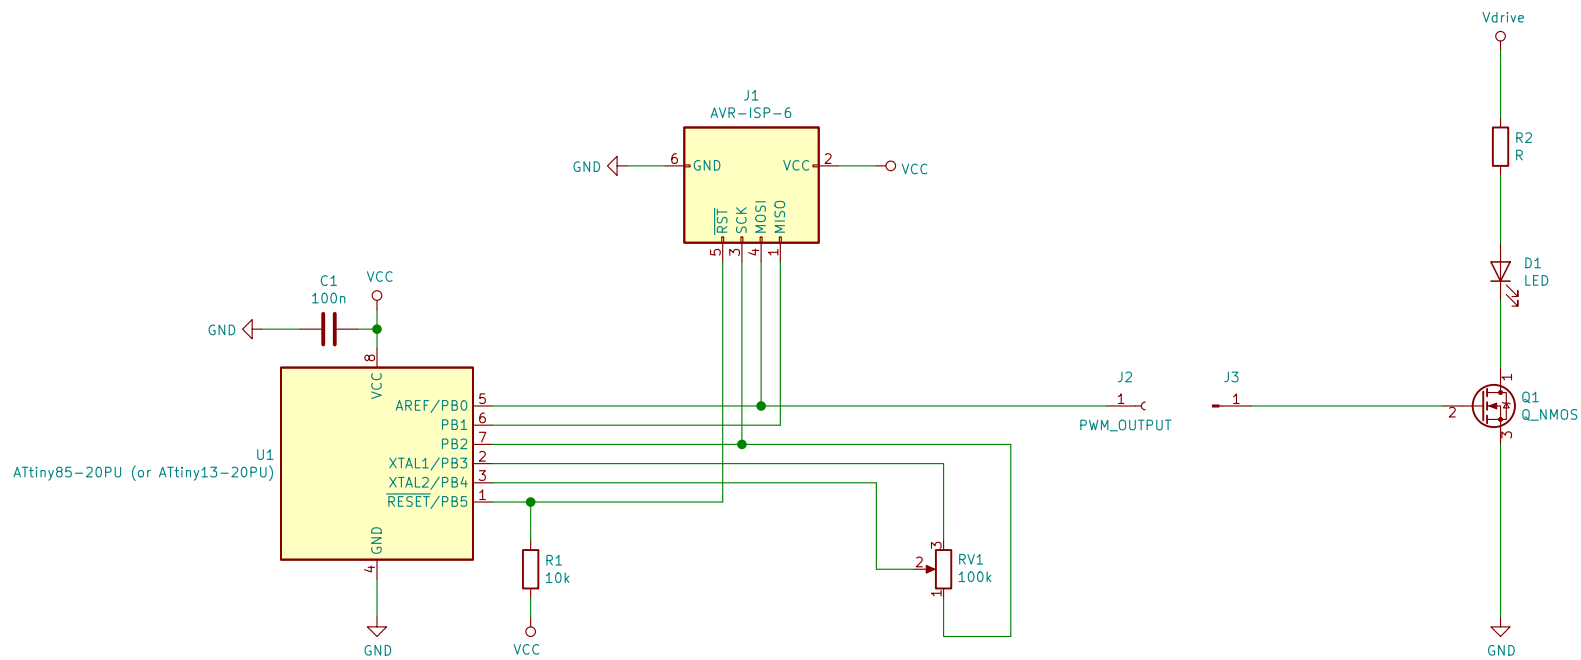 Vdrive
R2
R
D1
LED
1
Q1
Q_NMOS
2
3
GND
J1
AVR-ISP-6
6
GND
GND
VCC
2
VCC
RST
SCK
MOSI
MISO
5
3
4
1
C1
100n
VCC
GND
8
VCC
AREF/PB0
5
PB1
6
PB2
7
XTAL1/PB3
2
XTAL2/PB4
3
RESET/PB5
1
U1
ATtiny85-20PU (or ATtiny13-20PU)
GND
4
GND
R1
10k
VCC
3
2
RV1
100k
1
J2
1
PWM_OUTPUT
J3
1